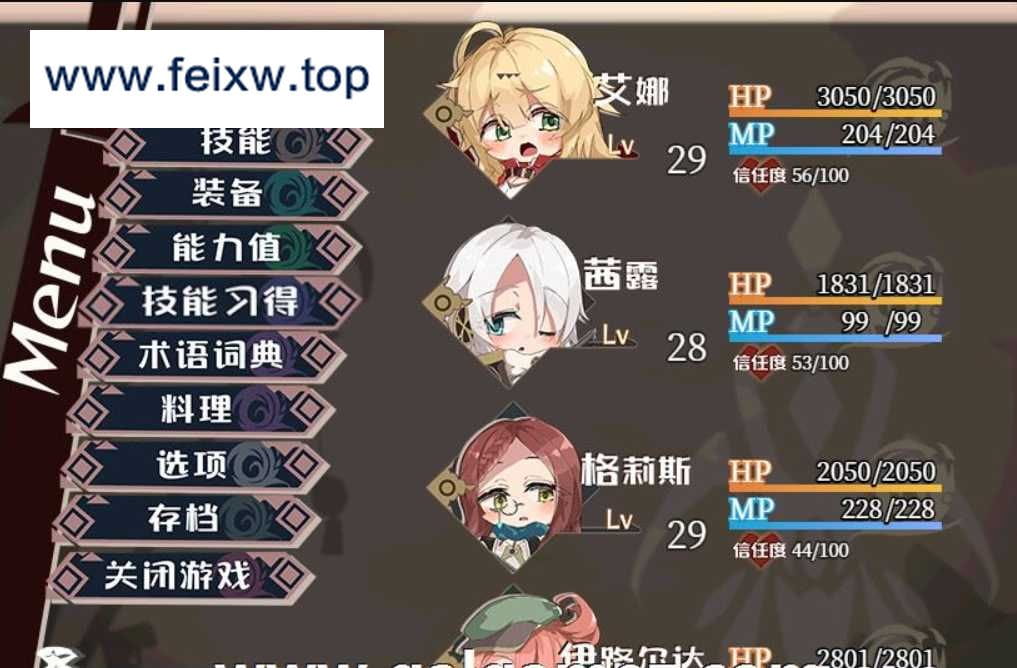 www.feixw.top
Menu
技能
装备
能力值
技能习得
术语词典
料理
选项
存档
关闭游戏
艾娜
Lv 29
HP 3050/3050
MP 204/204
信任度 56/100
茜露
Lv 28
HP 1831/1831
MP 99 /99
信任度 53/100
格莉斯
Lv 29
HP 2050/2050
MP 228/228
信任度 44/100
伊路尔达
HP 2801/2801